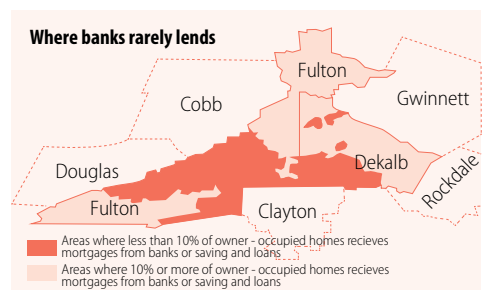 Where banks rarely lends
Fulton
Cobb
Gwinnett
Douglas
Dekalb
Rockdale
Fulton
Clayton
Areas where less than 10% of owner - occupied homes recieves
mortgages from banks or saving and loans
Areas where 10% or more of owner - occupied homes recieves
mortgages from banks or saving and loans